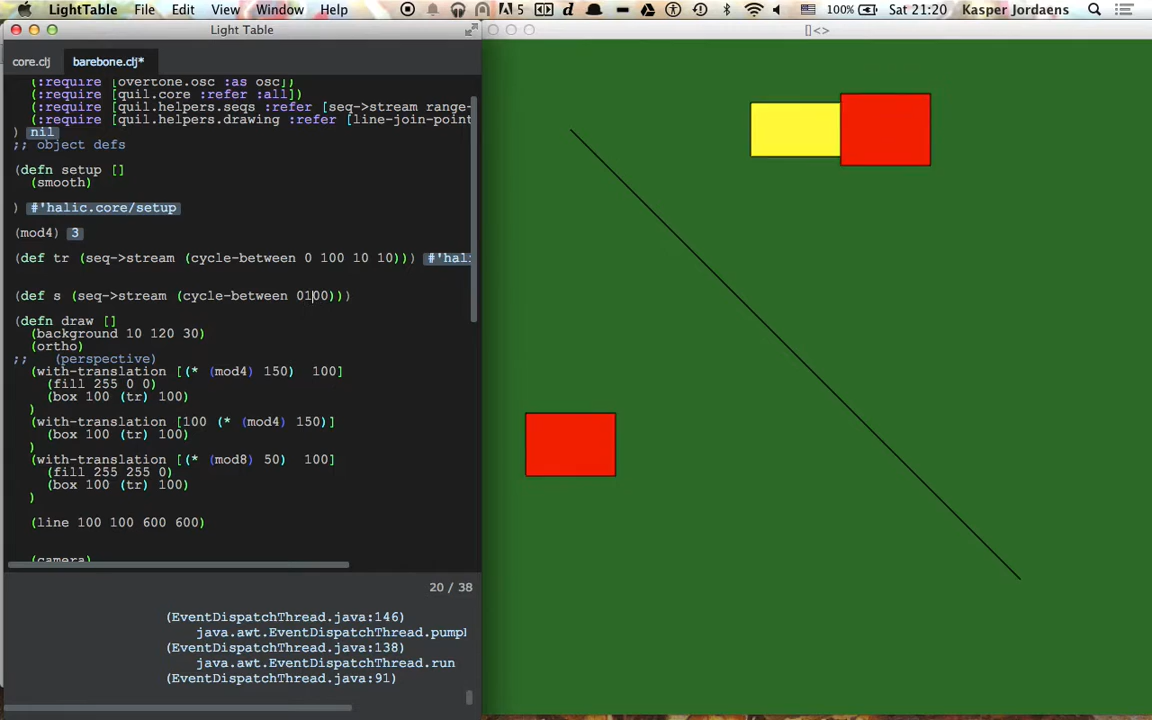 LightTable File Edit View Window Help 5 100% Sat 21:20 Kasper Jordaens
Light Table
[]<>
core.clj barebone.clj*
(:require [overtone.osc :as osc])
(:require [quil.core :refer :all])
(:require [quil.helpers.seqs :refer [seq->stream range-
(:require [quil.helpers.drawing :refer [line-join-point
) nil
;; object defs
(defn setup []
(smooth)
) #'halic.core/setup
(mod4) 3
(def tr (seq->stream (cycle-between 0 100 10 10))) #'hali
(def s (seq->stream (cycle-between 0100)))
(defn draw []
(background 10 120 30)
(ortho)
;; (perspective)
(with-translation [(* (mod4) 150) 100]
(fill 255 0 0)
(box 100 (tr) 100)
)
(with-translation [100 (* (mod4) 150)]
(box 100 (tr) 100)
)
(with-translation [(* (mod8) 50) 100]
(fill 255 255 0)
(box 100 (tr) 100)
)
(line 100 100 600 600)
(camera)
20 / 38
(EventDispatchThread.java:146)
java.awt.EventDispatchThread.pump
(EventDispatchThread.java:138)
java.awt.EventDispatchThread.run
(EventDispatchThread.java:91)